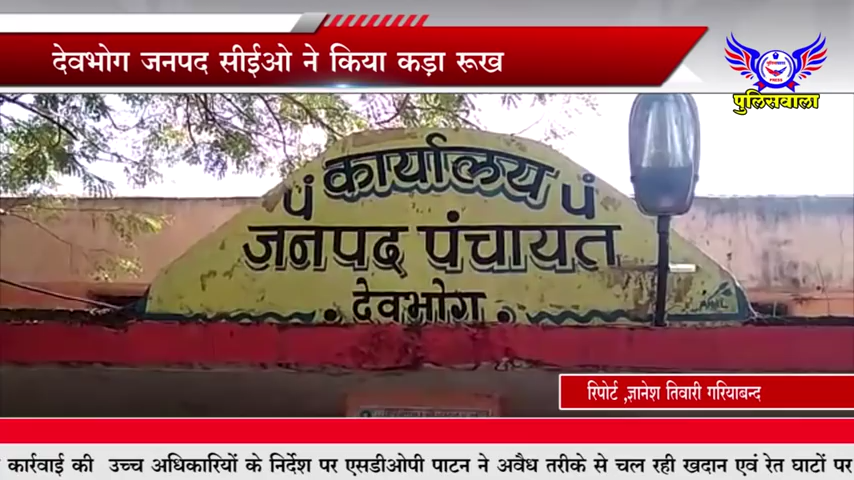 देवभोग जनपद सीईओ ने किया कड़ा रूख
PRESS
पुलिसवाला
पं कार्यालय पं
जनपद पंचायत
देवभोग
रिपोर्ट ,ज्ञानेश तिवारी गरियाबन्द
कार्रवाई की उच्च अधिकारियों के निर्देश पर एसडीओपी पाटन ने अवैध तरीके से चल रही खदान एवं रेत घाटों पर